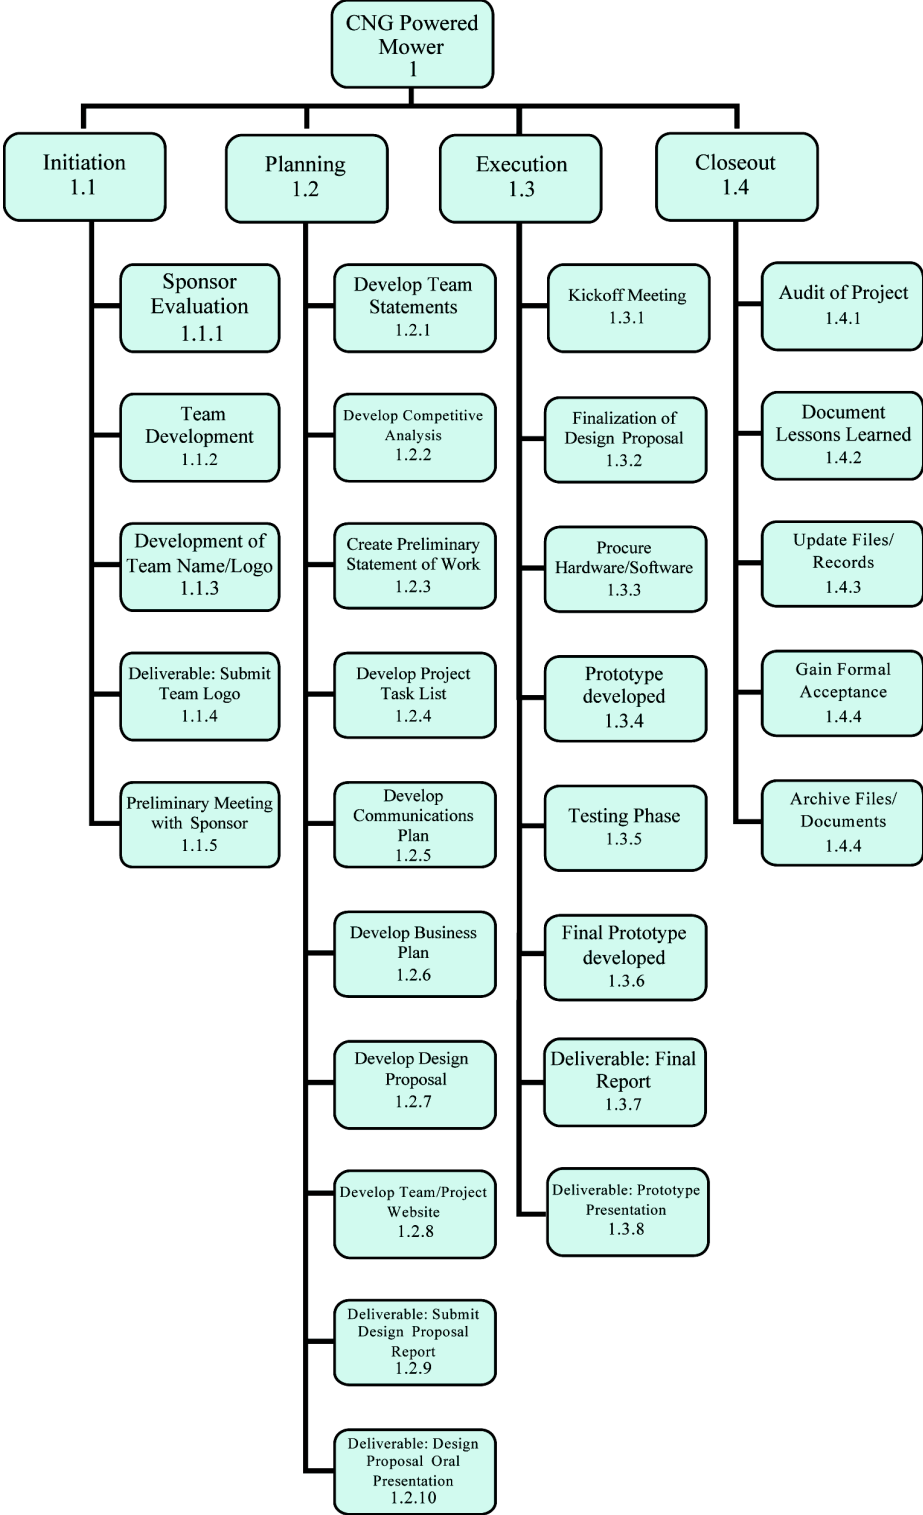 CNG Powered
Mower
1
Initiation
1.1
Planning
1.2
Execution
1.3
Closeout
1.4
Sponsor
Evaluation
1.1.1
Team
Development
1.1.2
Development of
Team Name/Logo
1.1.3
Deliverable: Submit
Team Logo
1.1.4
Preliminary Meeting
with Sponsor
1.1.5
Develop Team
Statements
1.2.1
Develop Competitive
Analysis
1.2.2
Create Preliminary
Statement of Work
1.2.3
Develop Project
Task List
1.2.4
Develop
Communications
Plan
1.2.5
Develop Business
Plan
1.2.6
Develop Design
Proposal
1.2.7
Develop Team/Project
Website
1.2.8
Deliverable: Submit
Design Proposal
Report
1.2.9
Deliverable: Design
Proposal Oral
Presentation
1.2.10
Kickoff Meeting
1.3.1
Finalization of
Design Proposal
1.3.2
Procure
Hardware/Software
1.3.3
Prototype
developed
1.3.4
Testing Phase
1.3.5
Final Prototype
developed
1.3.6
Deliverable: Final
Report
1.3.7
Deliverable: Prototype
Presentation
1.3.8
Audit of Project
1.4.1
Document
Lessons Learned
1.4.2
Update Files/
Records
1.4.3
Gain Formal
Acceptance
1.4.4
Archive Files/
Documents
1.4.4